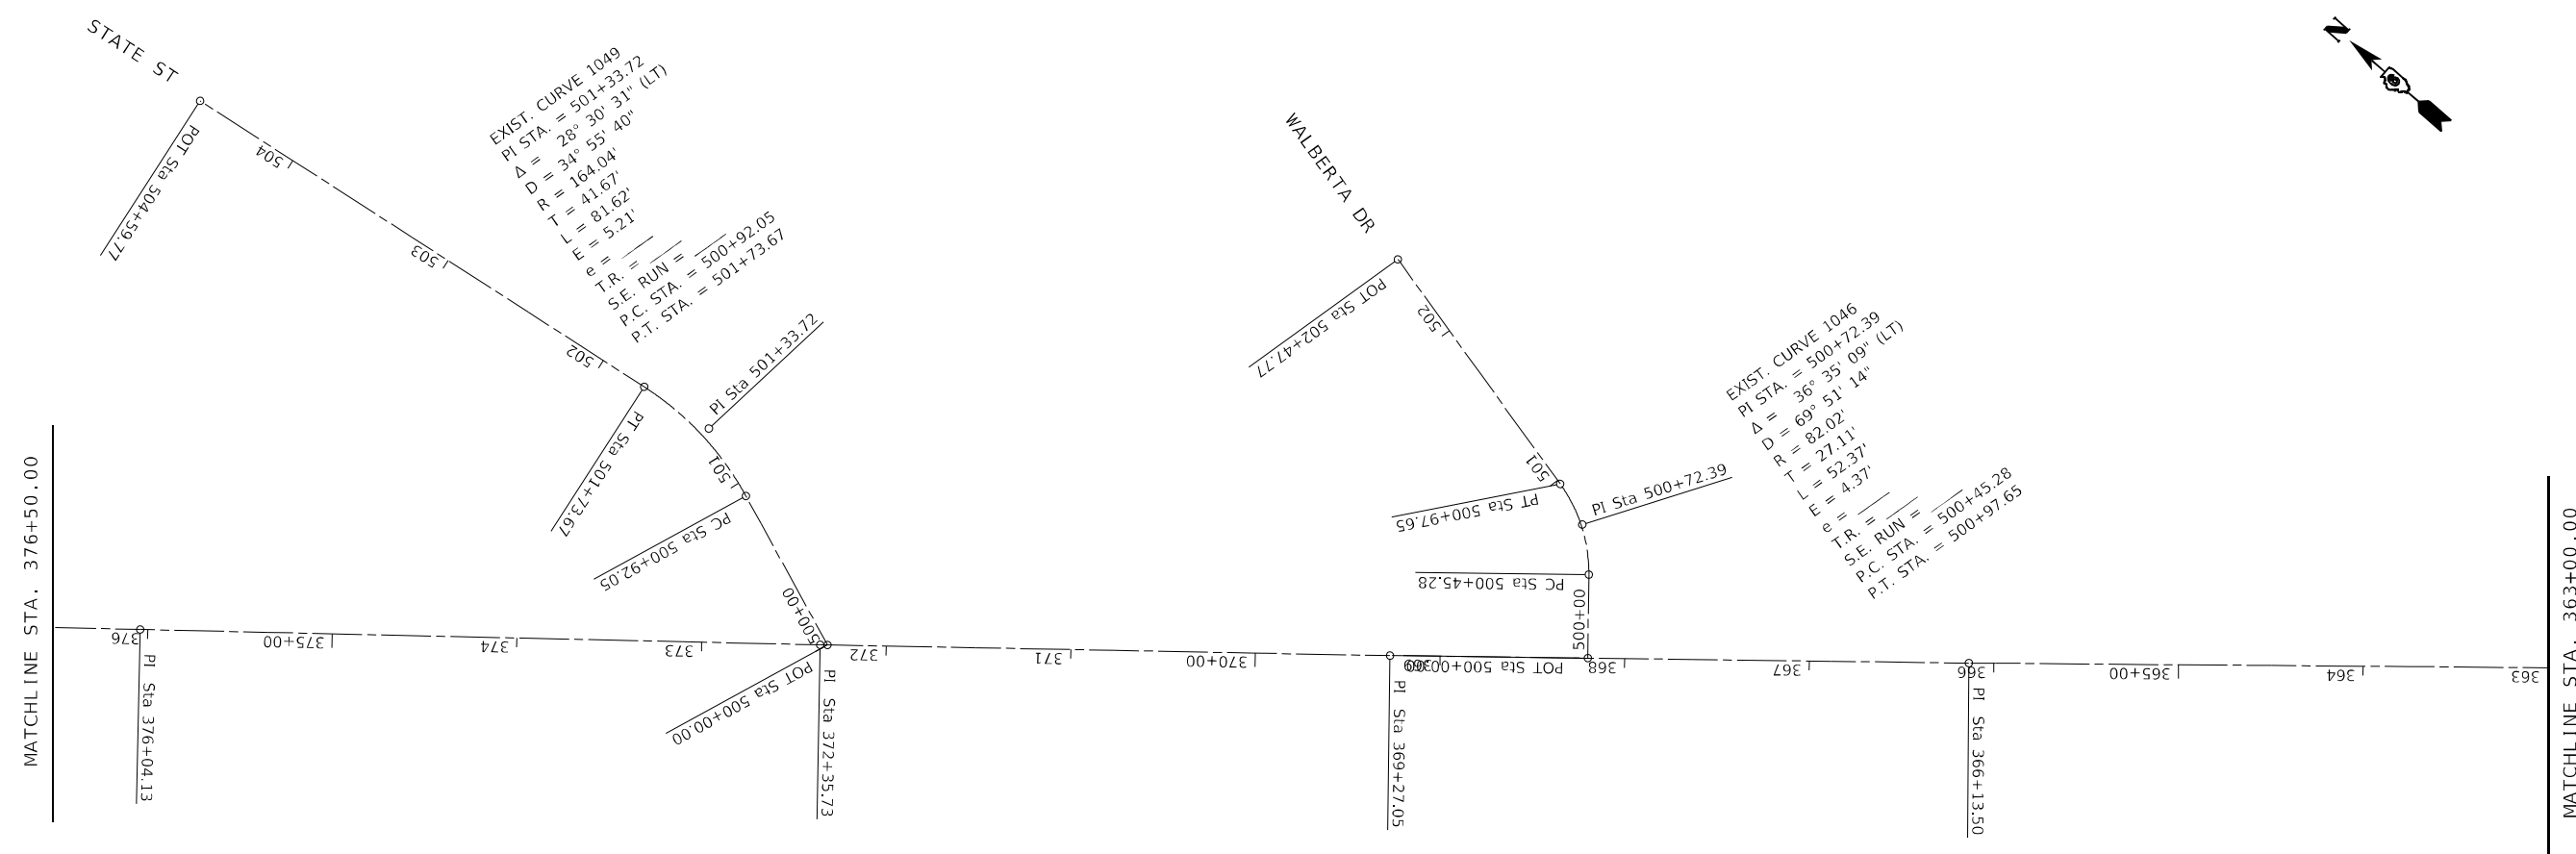 STATE ST
N
EXIST. CURVE 1049
PI STA. = 501+33.72
Δ = 28° 30' 31" (LT)
D = 34° 55' 40"
R = 164.04'
T = 41.67'
L = 81.62'
E = 5.21'
e = ____
T.R. = ____
S.E. RUN = ____
P.C. STA. = 500+92.05
P.T. STA. = 501+73.67
WALBERTA DR
504
POT Sta 504+59.77
503
502
PI Sta 501+33.72
PT Sta 501+73.67
501
PC Sta 500+92.05
500+00
POT Sta 500+00.00
502
POT Sta 502+47.77
501
PT Sta 500+97.65
PI Sta 500+72.39
PC Sta 500+45.28
500+00
POT Sta 500+00.00
EXIST. CURVE 1046
PI STA. = 500+72.39
Δ = 36° 35' 09" (LT)
D = 69° 51' 14"
R = 82.02'
T = 27.11'
L = 52.37'
E = 4.37'
e = ____
T.R. = ____
S.E. RUN = ____
P.C. STA. = 500+45.28
P.T. STA. = 500+97.65
MATCHLINE STA. 376+50.00
376
375+00
374
373
372
371
370+00
369
368
367
366
365+00
364
363
PI Sta 376+04.13
PI Sta 372+35.73
PI Sta 369+27.05
PI Sta 366+13.50
MATCHLINE STA. 363+00.00